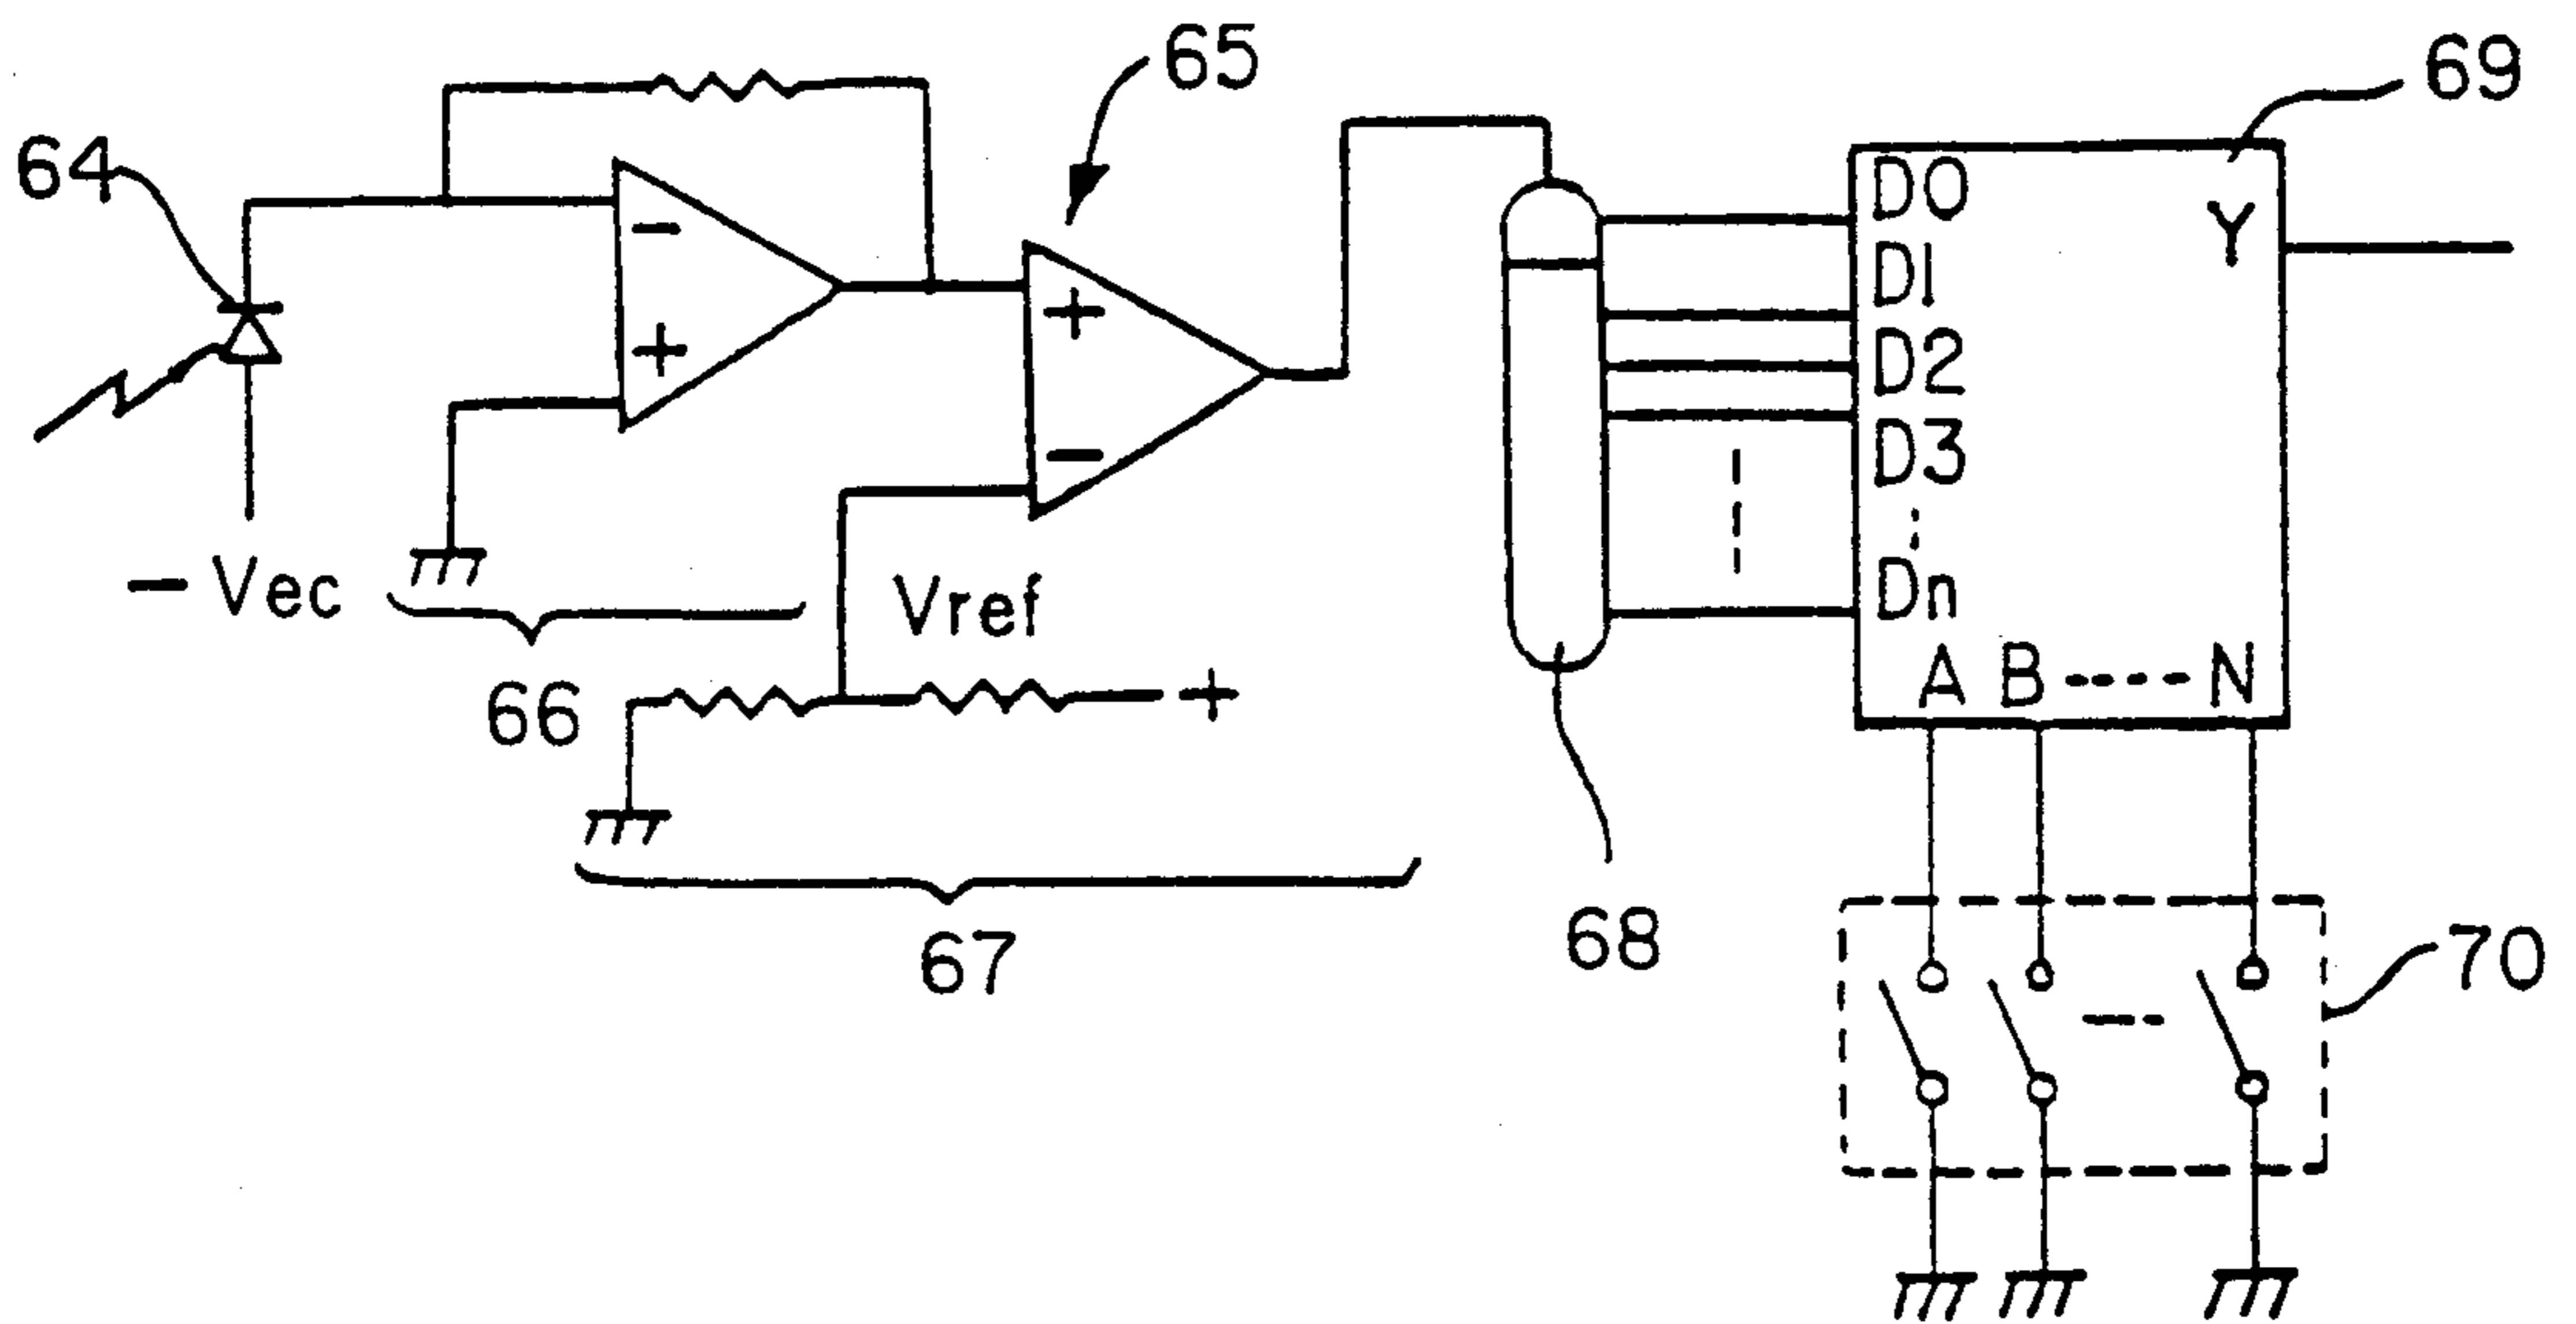 65
69
64
D0
Y
D1
−
+
D2
+
D3
−
− Vec
Vref
Dn
A B ----- N
66
+
67
68
70